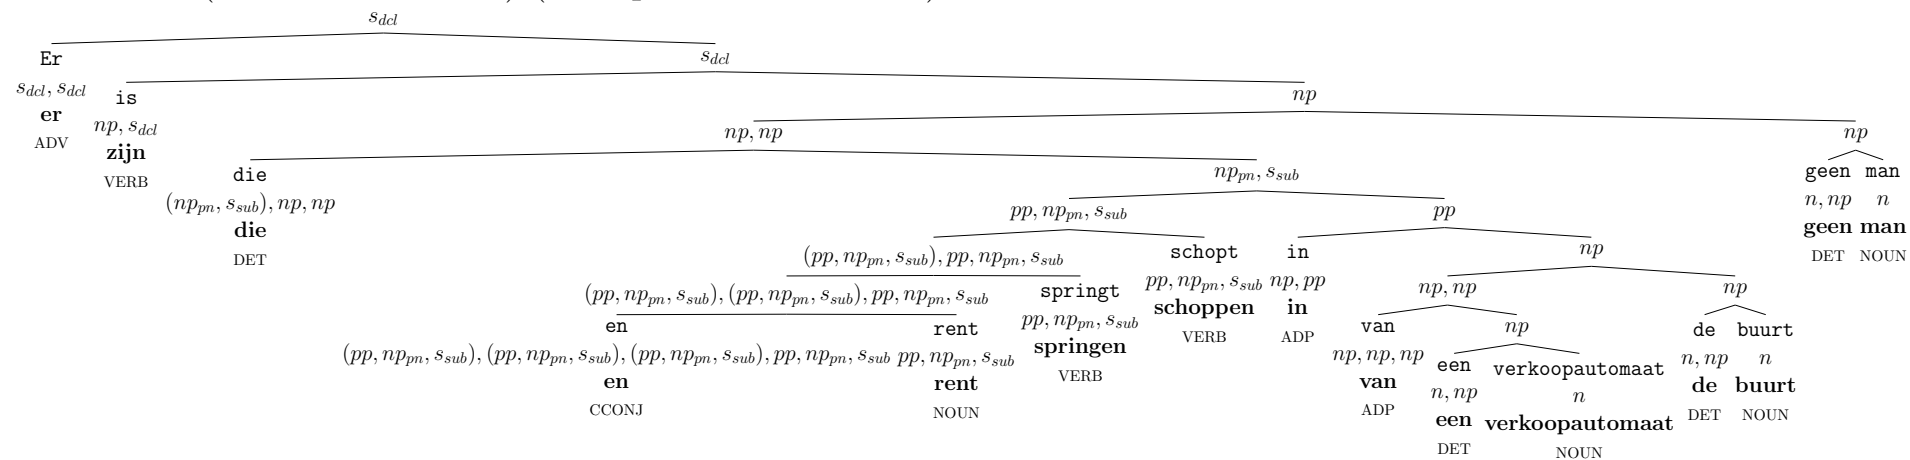 s_dcl
Er s_dcl
s_dcl, s_dcl is np
er np, s_dcl np, np np
ADV zijn
VERB die np_pn, s_sub geen man
(np_pn, s_sub), np, np pp, np_pn, s_sub pp n, np n
die geen man
DET (pp, np_pn, s_sub), pp, np_pn, s_sub schopt in np DET NOUN
(pp, np_pn, s_sub), (pp, np_pn, s_sub), pp, np_pn, s_sub springt pp, np_pn, s_sub np, pp np, np np
schoppen in
en rent pp, np_pn, s_sub VERB ADP van np de buurt
(pp, np_pn, s_sub), (pp, np_pn, s_sub), (pp, np_pn, s_sub), pp, np_pn, s_sub pp, np_pn, s_sub springen np, np, np een verkoopautomaat n, np n
en rent VERB van n, np n de buurt
CCONJ NOUN ADP een verkoopautomaat DET NOUN
DET NOUN